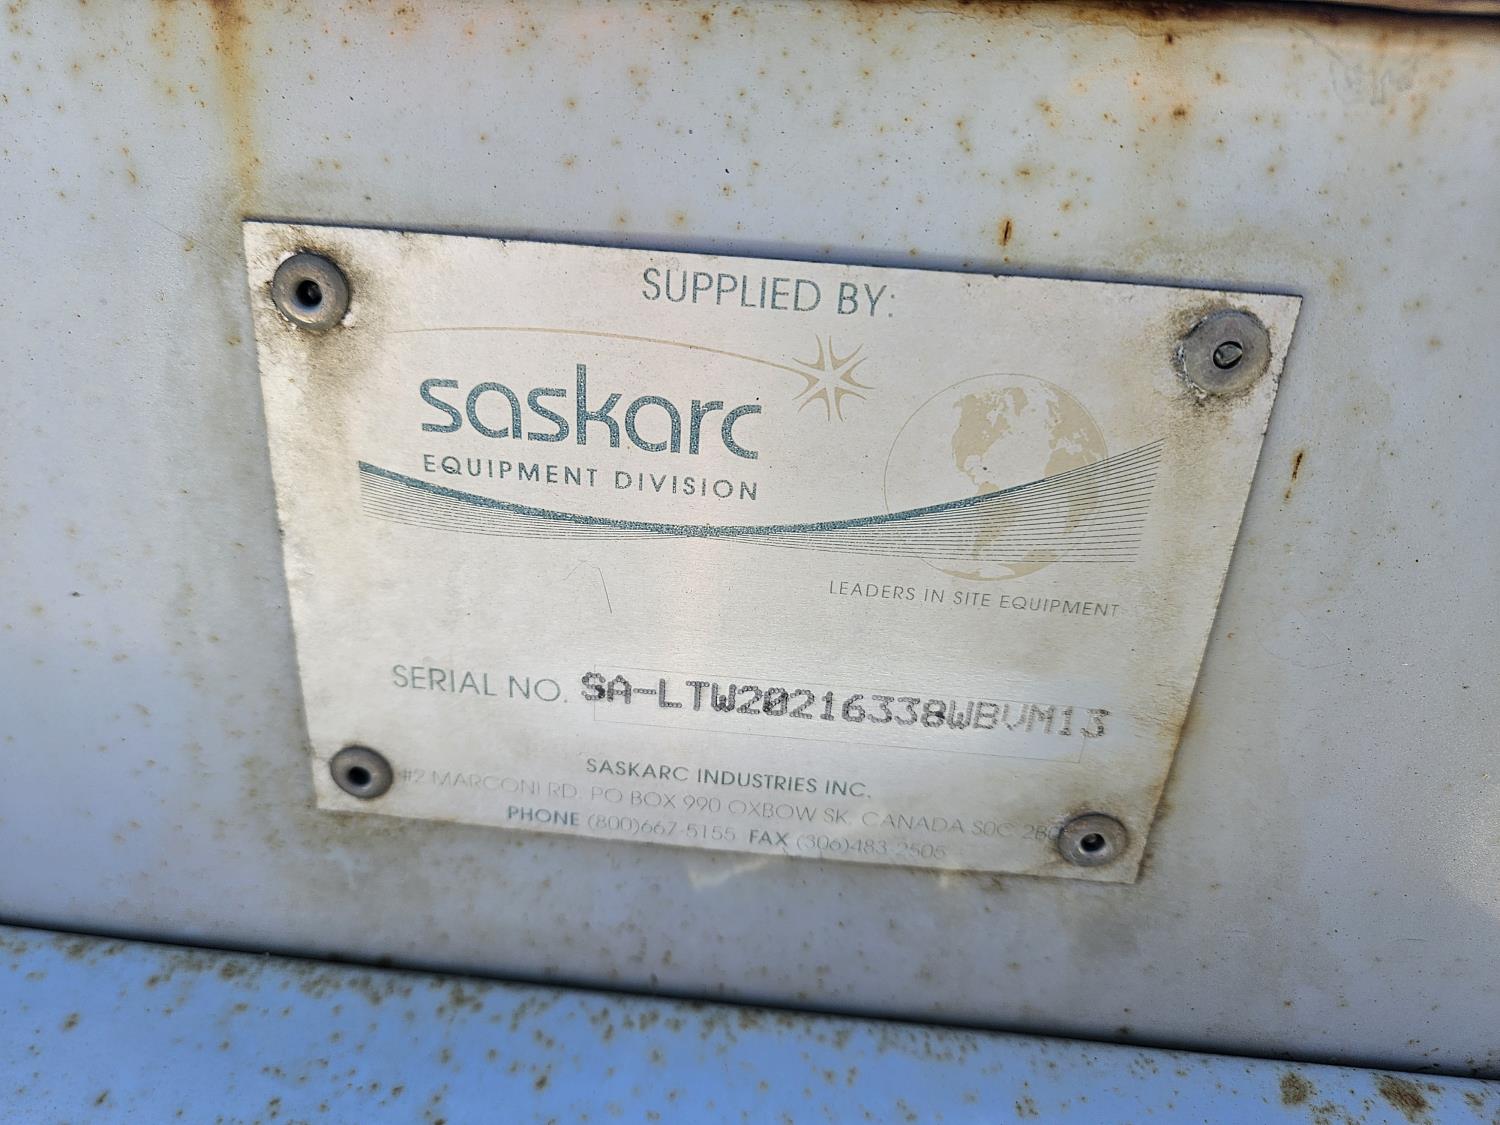 SUPPLIED BY:
saskarc
EQUIPMENT DIVISION
LEADERS IN SITE EQUIPMENT
SERIAL NO. SA-LTW20216338WBVM13
SASKARC INDUSTRIES INC.
#2 MARCONI RD. PO BOX 990 OXBOW SK, CANADA S0C 2B0
PHONE (800)667-5155 FAX (306)483-2505